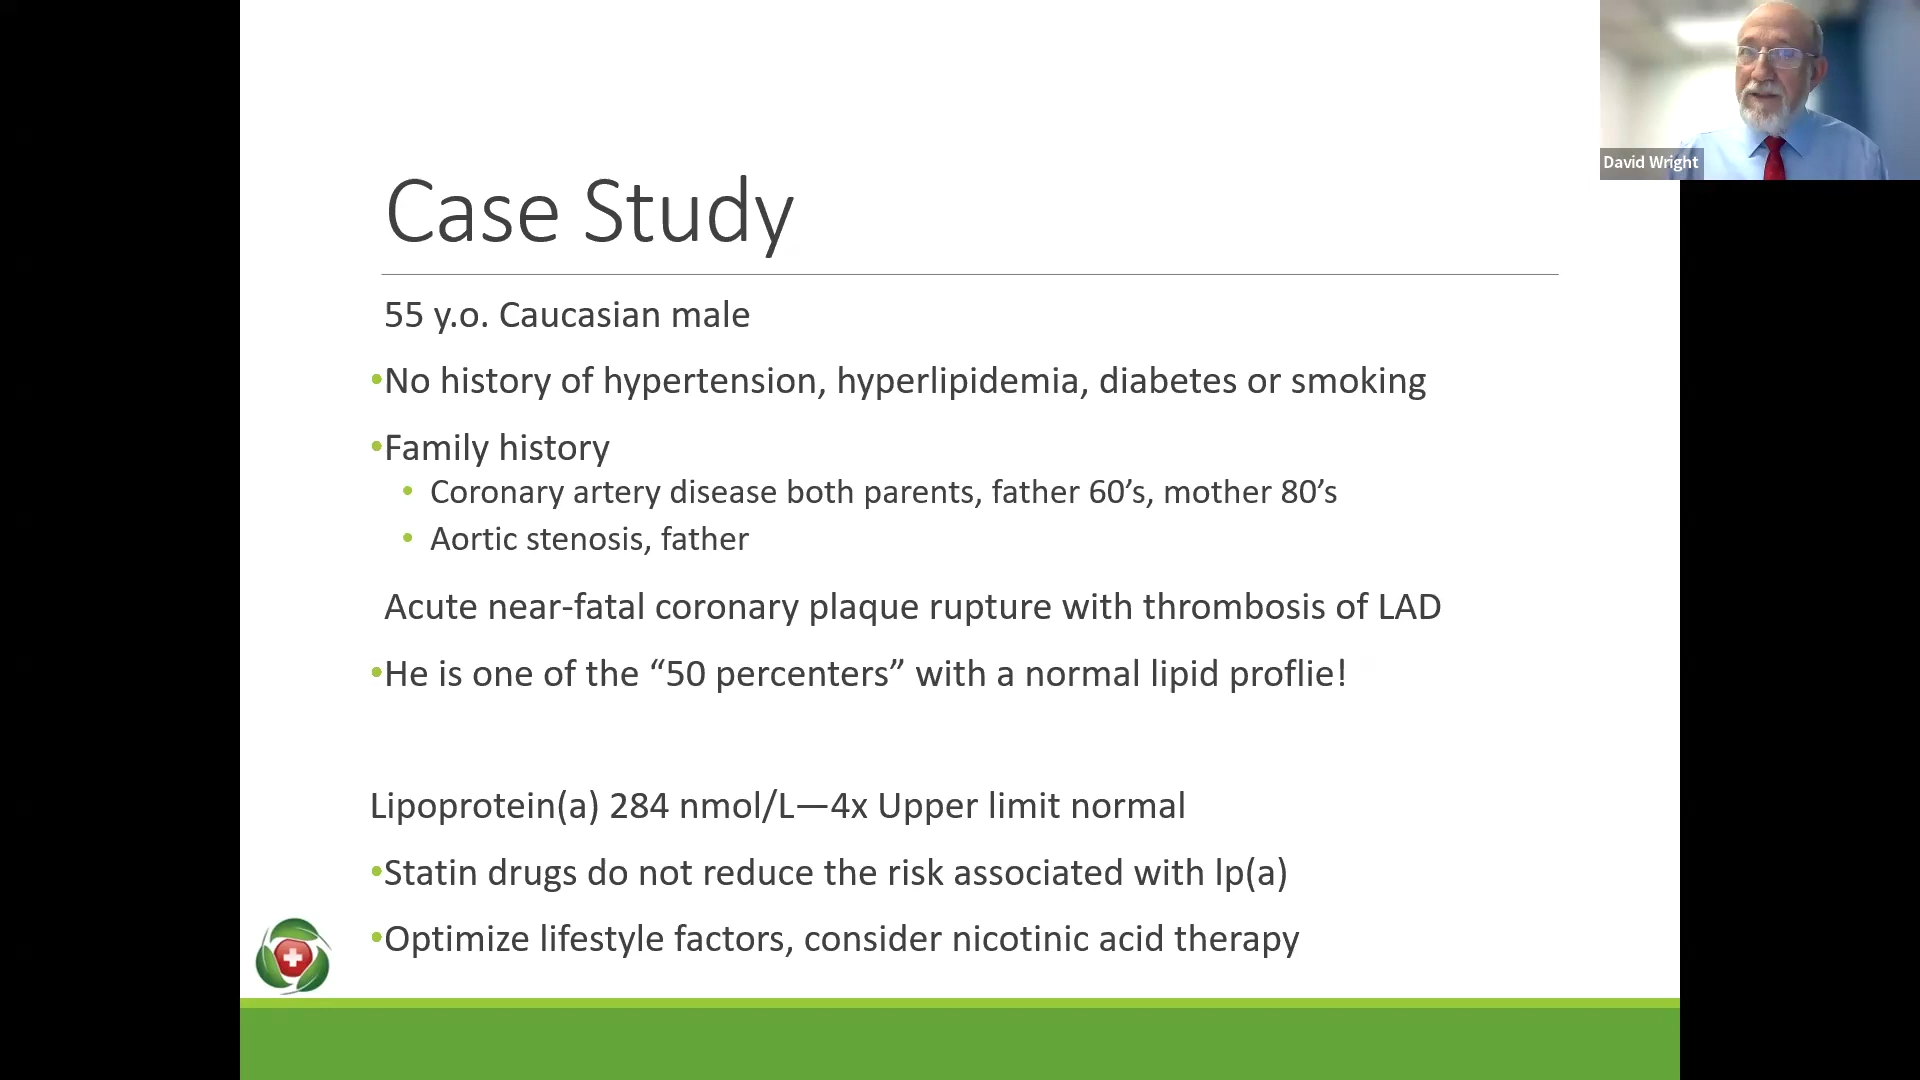 David Wright
Case Study
55 y.o. Caucasian male
•No history of hypertension, hyperlipidemia, diabetes or smoking
•Family history
• Coronary artery disease both parents, father 60’s, mother 80’s
• Aortic stenosis, father
Acute near-fatal coronary plaque rupture with thrombosis of LAD
•He is one of the “50 percenters” with a normal lipid proflie!
Lipoprotein(a) 284 nmol/L—4x Upper limit normal
•Statin drugs do not reduce the risk associated with lp(a)
•Optimize lifestyle factors, consider nicotinic acid therapy